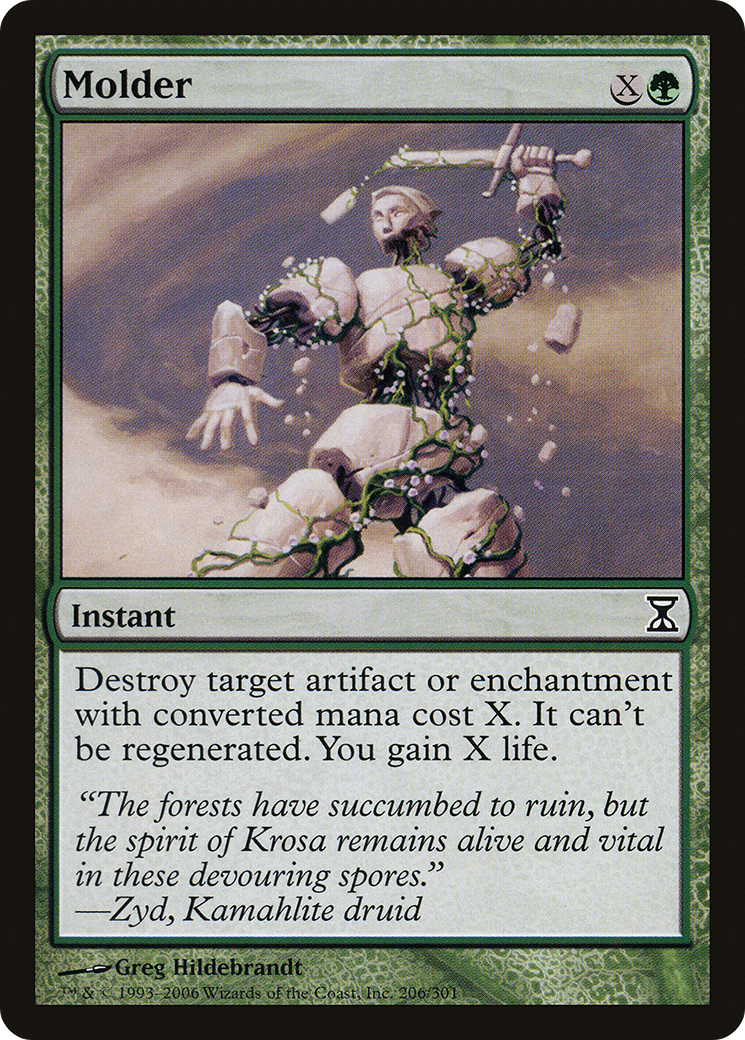 Molder
X
Instant
Destroy target artifact or enchantment
with converted mana cost X. It can't
be regenerated. You gain X life.
“The forests have succumbed to ruin, but
the spirit of Krosa remains alive and vital
in these devouring spores.”
—Zyd, Kamahlite druid
Greg Hildebrandt
™ & © 1993–2006 Wizards of the Coast, Inc. 206/301